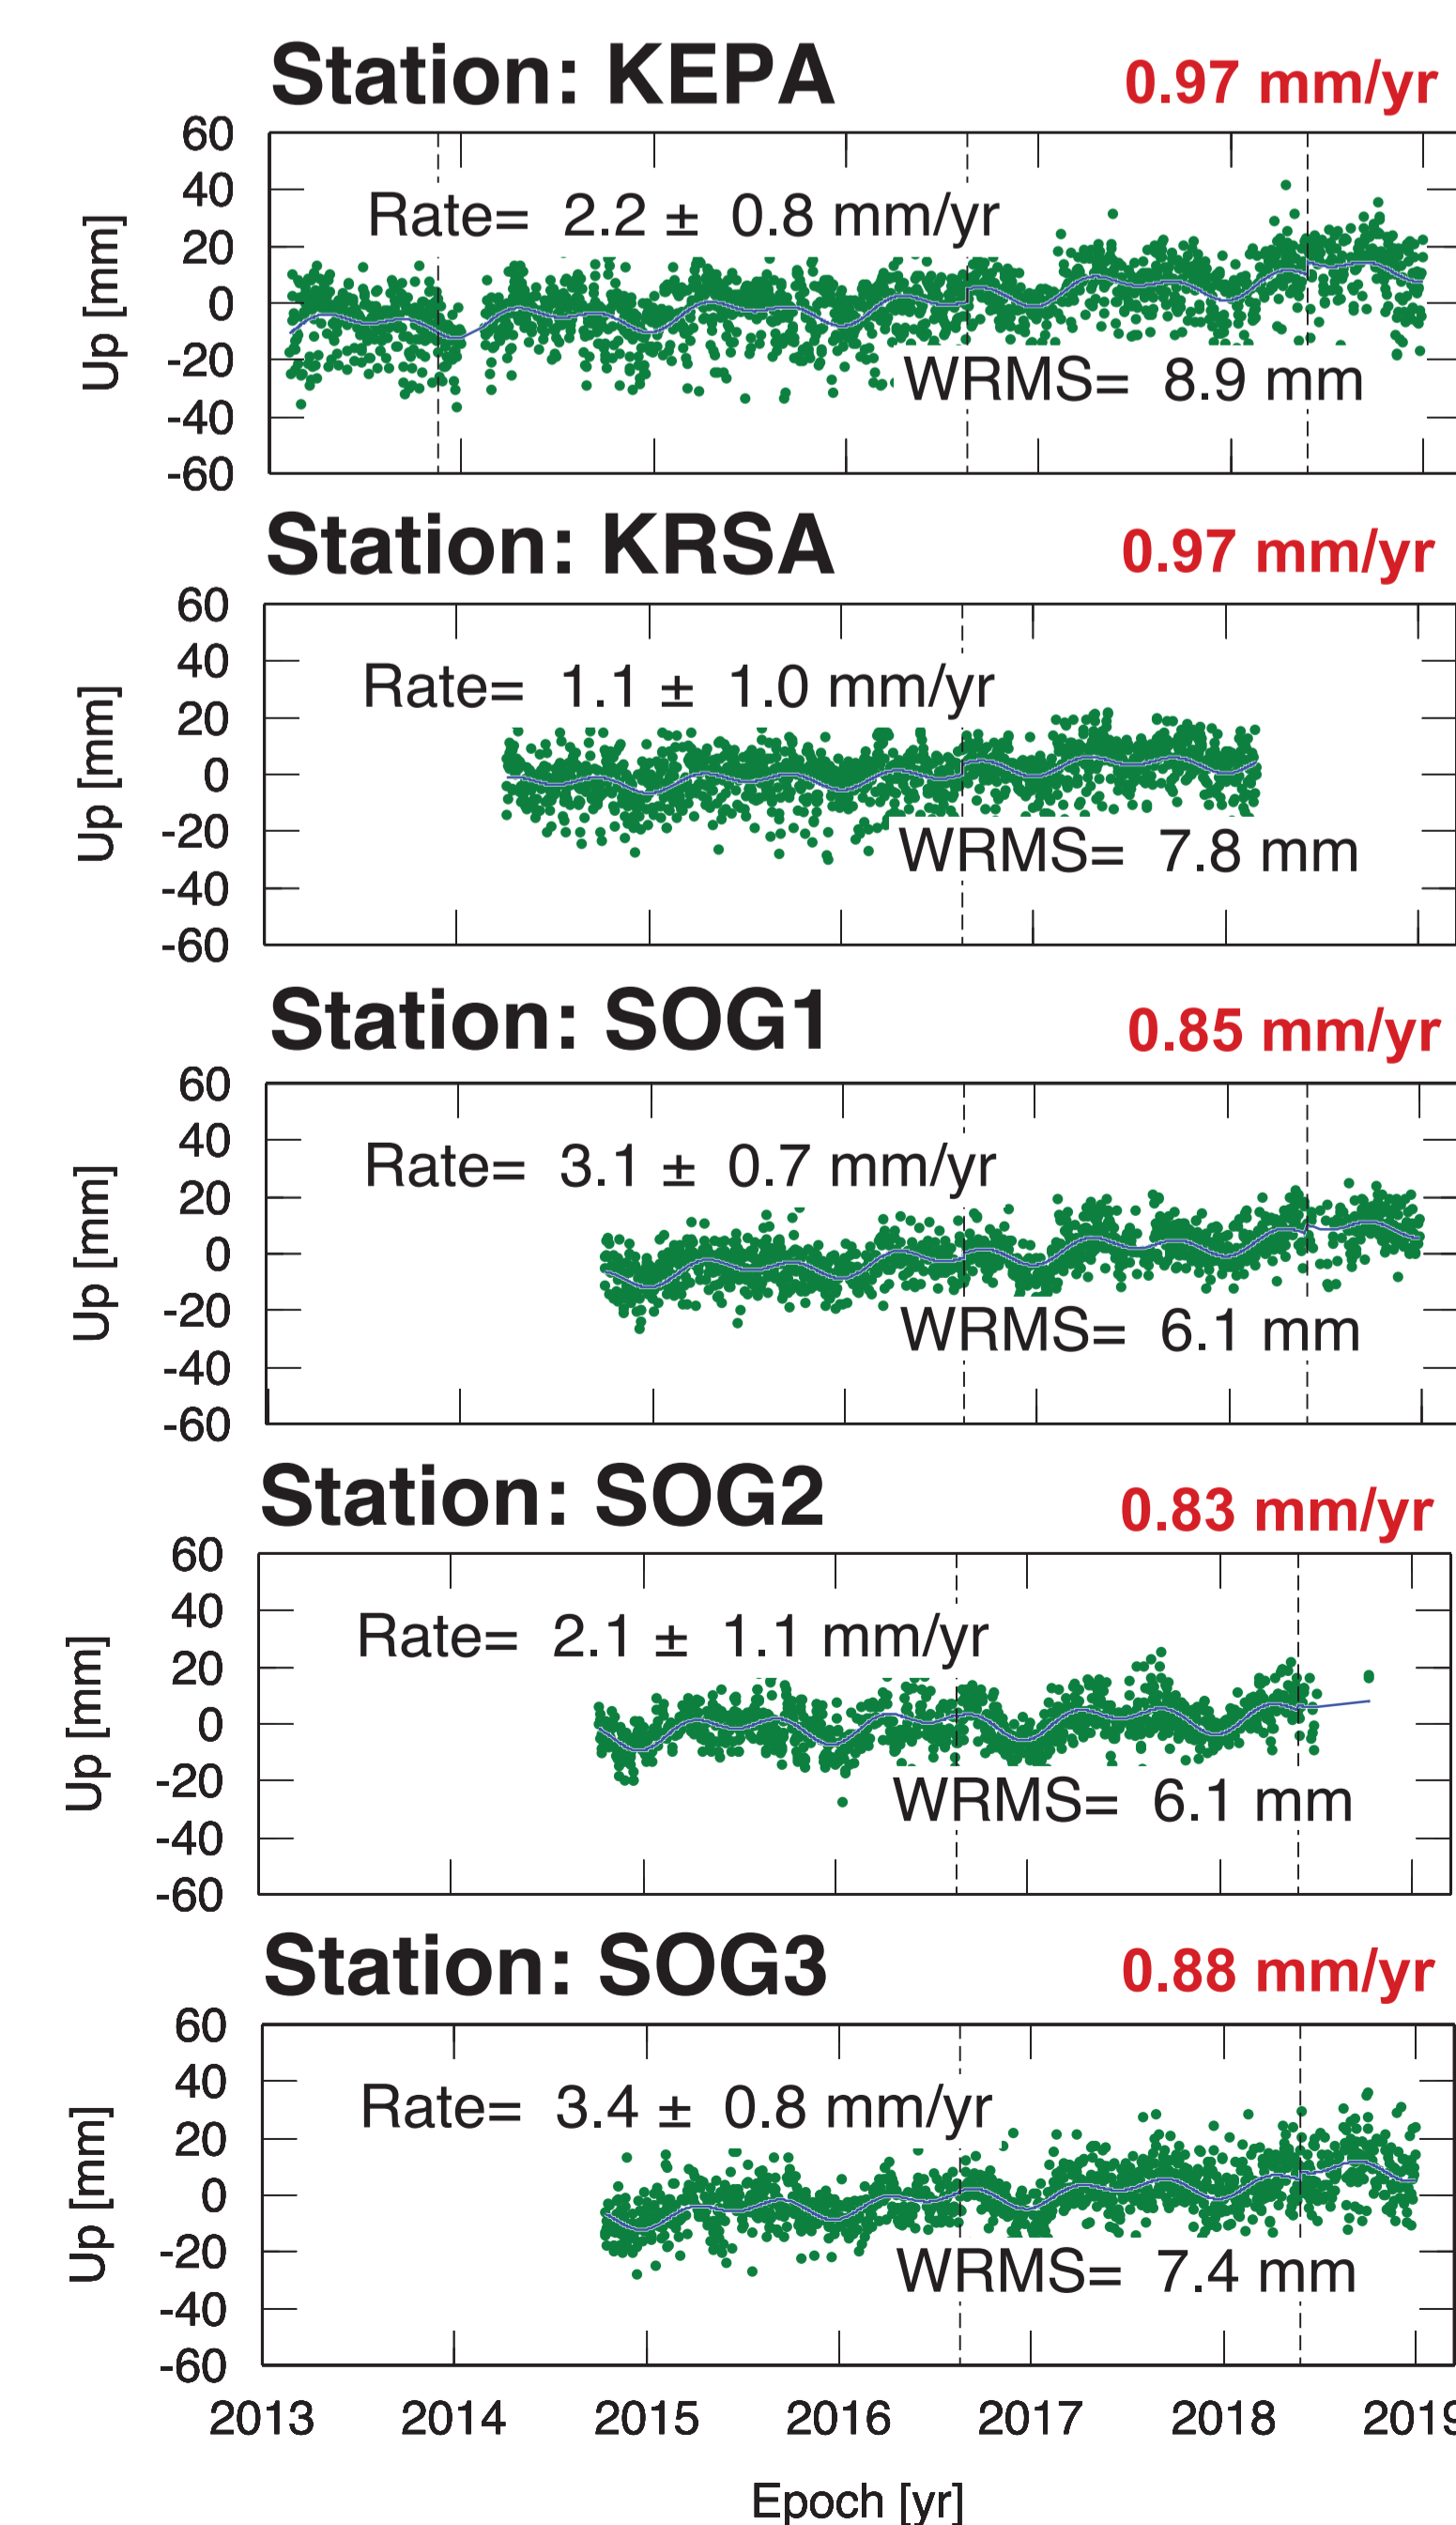 Station: KEPA 0.97 mm/yr
60
40
Rate= 2.2 ± 0.8 mm/yr
20
0
-20
WRMS= 8.9 mm
-40
-60
Up [mm]
Station: KRSA 0.97 mm/yr
60
40
Rate= 1.1 ± 1.0 mm/yr
20
0
-20
WRMS= 7.8 mm
-40
-60
Up [mm]
Station: SOG1 0.85 mm/yr
60
40
Rate= 3.1 ± 0.7 mm/yr
20
0
-20
WRMS= 6.1 mm
-40
-60
Up [mm]
Station: SOG2 0.83 mm/yr
60
40
Rate= 2.1 ± 1.1 mm/yr
20
0
-20
WRMS= 6.1 mm
-40
-60
Up [mm]
Station: SOG3 0.88 mm/yr
60
40
Rate= 3.4 ± 0.8 mm/yr
20
0
-20
WRMS= 7.4 mm
-40
-60
Up [mm]
2013 2014 2015 2016 2017 2018 2019
Epoch [yr]